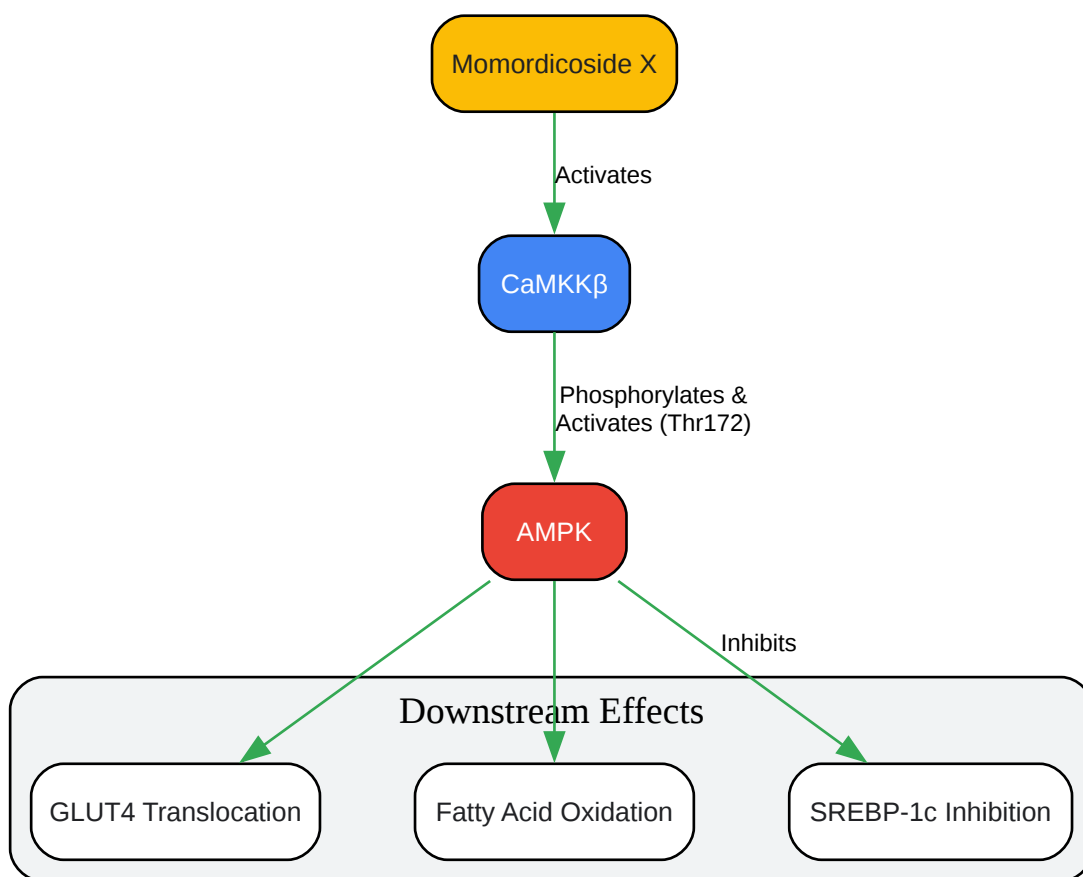 Momordicoside X
Activates
CaMKKβ
Phosphorylates &
Activates (Thr172)
AMPK
Inhibits
Downstream Effects
GLUT4 Translocation
Fatty Acid Oxidation
SREBP-1c Inhibition